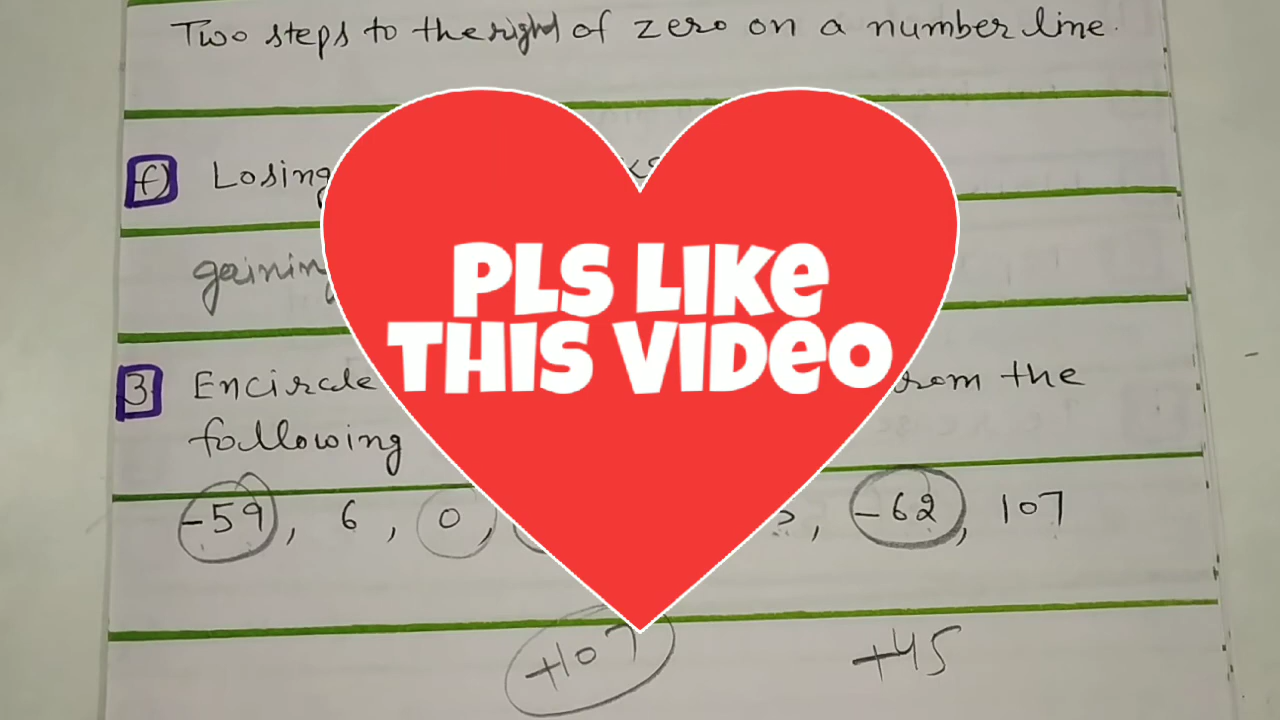 Two steps to the right of zero on a number line.
f) Losing
gaining
PLS LIKE
THIS VIDEO
3 Encircle from the
following
-59, 6, 0, , -62, 107
+107 +45